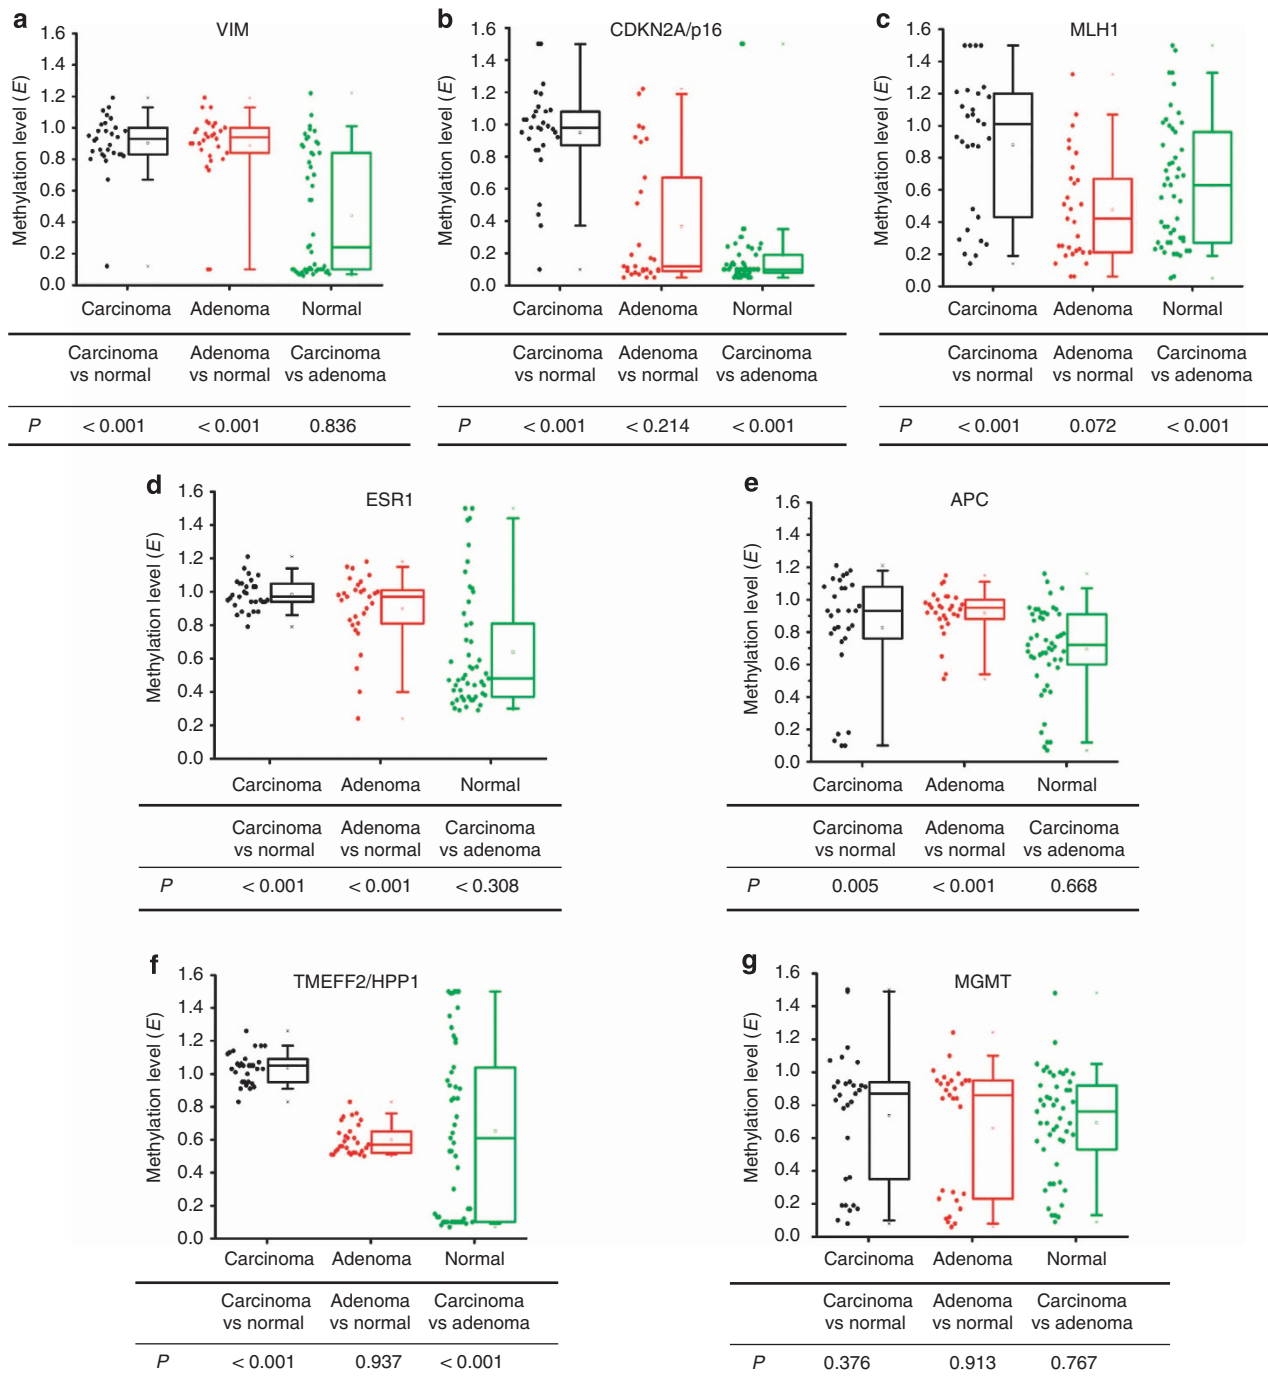 a
VIM
Methylation level (E)
1.6
1.4
1.2
1.0
0.8
0.6
0.4
0.2
0.0
Carcinoma Adenoma Normal
Carcinoma vs normal Adenoma vs normal Carcinoma vs adenoma
P < 0.001 < 0.001 0.836
b
CDKN2A/p16
Methylation level (E)
1.6
1.4
1.2
1.0
0.8
0.6
0.4
0.2
0.0
Carcinoma Adenoma Normal
Carcinoma vs normal Adenoma vs normal Carcinoma vs adenoma
P < 0.001 < 0.214 < 0.001
c
MLH1
Methylation level (E)
1.6
1.4
1.2
1.0
0.8
0.6
0.4
0.2
0.0
Carcinoma Adenoma Normal
Carcinoma vs normal Adenoma vs normal Carcinoma vs adenoma
P < 0.001 0.072 < 0.001
d
ESR1
Methylation level (E)
1.6
1.4
1.2
1.0
0.8
0.6
0.4
0.2
0.0
Carcinoma Adenoma Normal
Carcinoma vs normal Adenoma vs normal Carcinoma vs adenoma
P < 0.001 < 0.001 < 0.308
e
APC
Methylation level (E)
1.6
1.4
1.2
1.0
0.8
0.6
0.4
0.2
0.0
Carcinoma Adenoma Normal
Carcinoma vs normal Adenoma vs normal Carcinoma vs adenoma
P 0.005 < 0.001 0.668
f
TMEFF2/HPP1
Methylation level (E)
1.6
1.4
1.2
1.0
0.8
0.6
0.4
0.2
0.0
Carcinoma Adenoma Normal
Carcinoma vs normal Adenoma vs normal Carcinoma vs adenoma
P < 0.001 0.937 < 0.001
g
MGMT
Methylation level (E)
1.6
1.4
1.2
1.0
0.8
0.6
0.4
0.2
0.0
Carcinoma Adenoma Normal
Carcinoma vs normal Adenoma vs normal Carcinoma vs adenoma
P 0.376 0.913 0.767